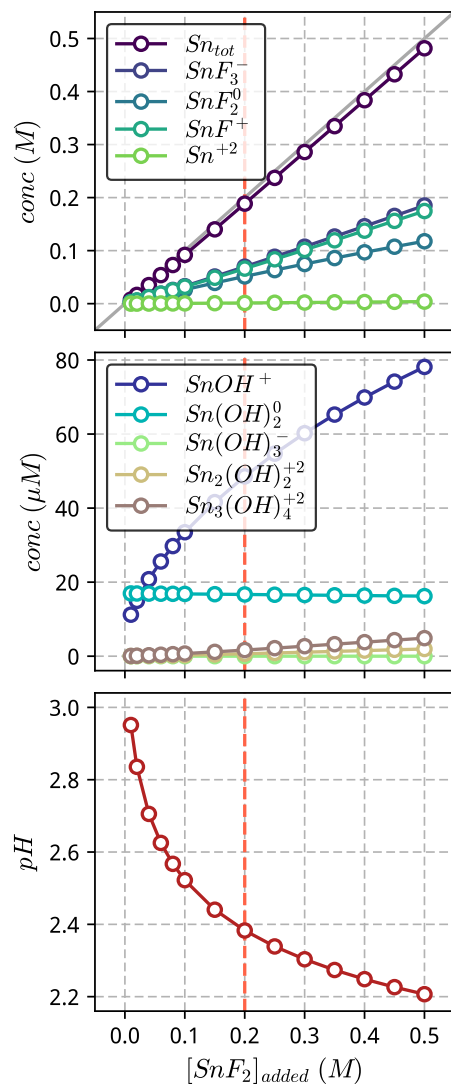 0.5
0.4
0.3
0.2
0.1
0.0
conc (M)
Sn_{tot}
SnF_3^-
SnF_2^0
SnF^+
Sn^{+2}
80
60
40
20
0
conc (μM)
SnOH^+
Sn(OH)_2^0
Sn(OH)_3^-
Sn_2(OH)_2^{+2}
Sn_3(OH)_4^{+2}
3.0
2.8
2.6
2.4
2.2
pH
0.0 0.1 0.2 0.3 0.4 0.5
[SnF_2]_{added} (M)